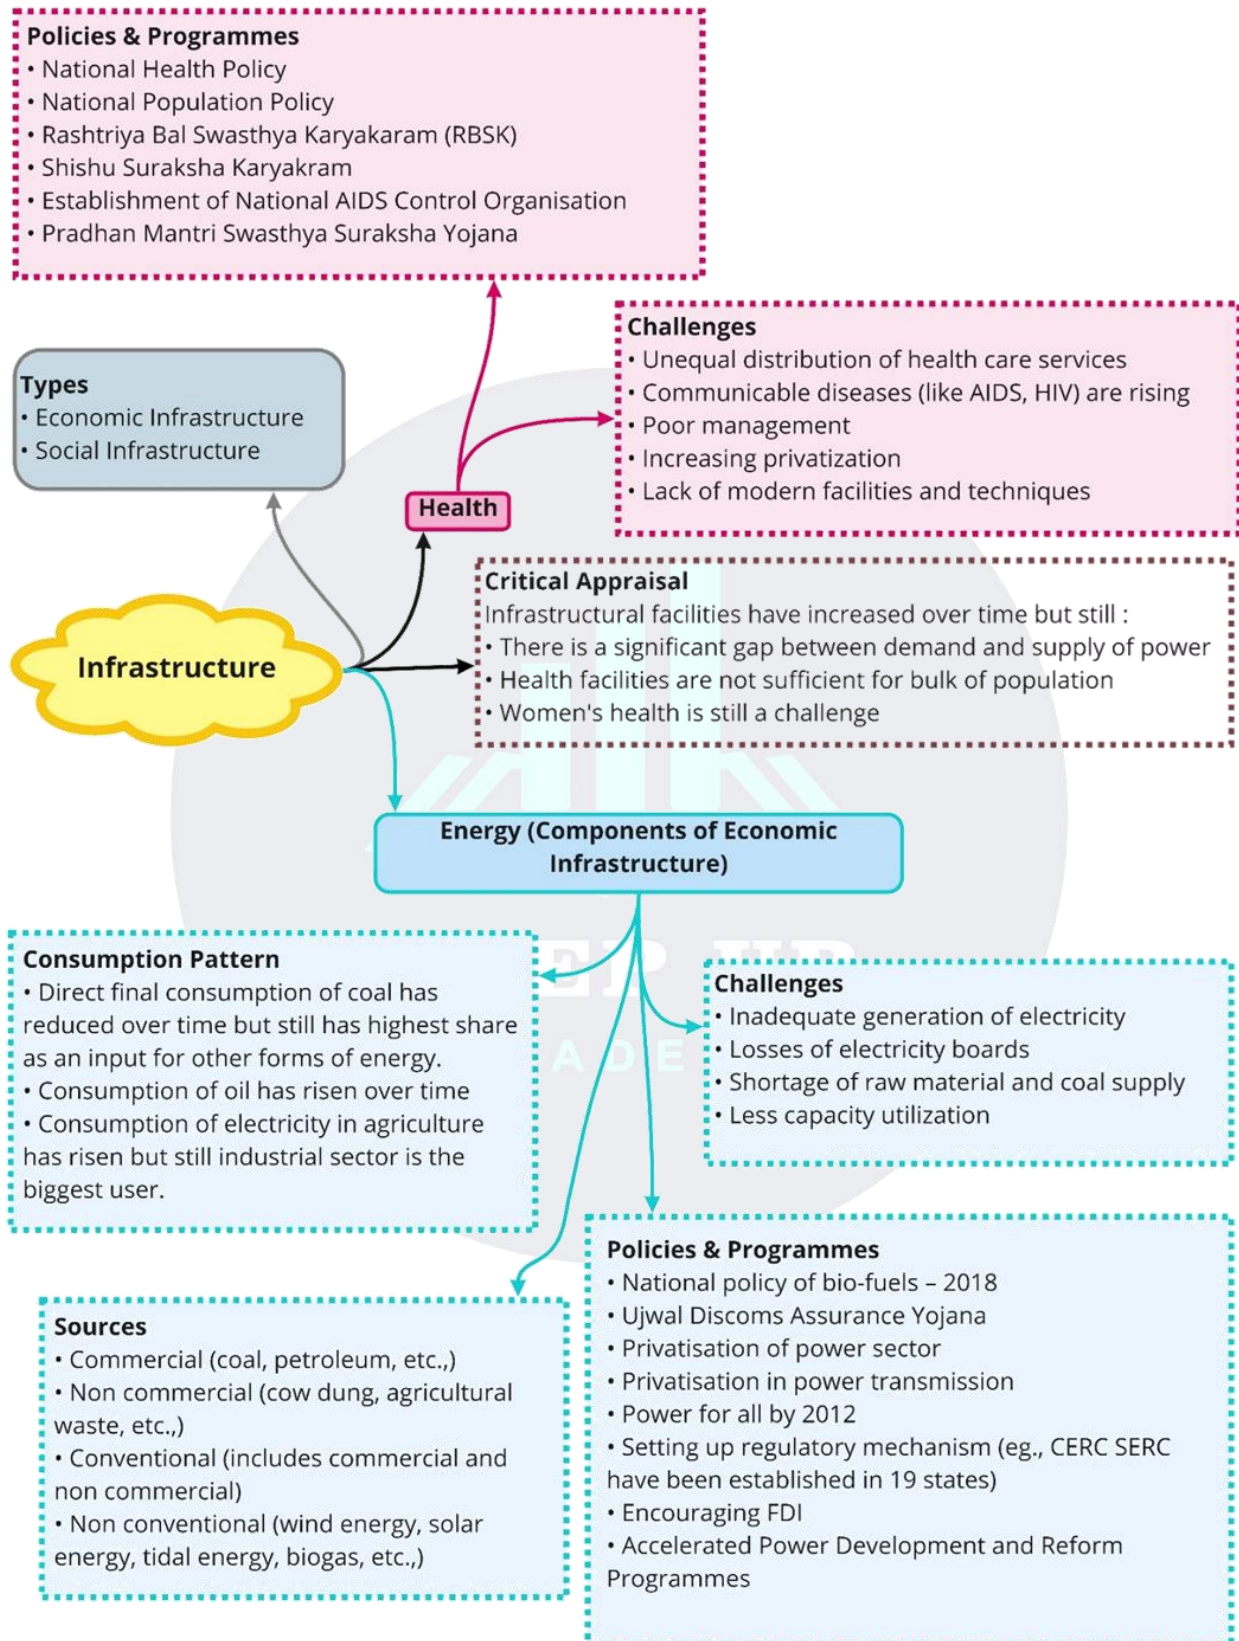 Policies & Programmes
• National Health Policy
• National Population Policy
• Rashtriya Bal Swasthya Karyakaram (RBSK)
• Shishu Suraksha Karyakram
• Establishment of National AIDS Control Organisation
• Pradhan Mantri Swasthya Suraksha Yojana
Types
• Economic Infrastructure
• Social Infrastructure
Challenges
• Unequal distribution of health care services
• Communicable diseases (like AIDS, HIV) are rising
• Poor management
• Increasing privatization
• Lack of modern facilities and techniques
Health
Critical Appraisal
Infrastructural facilities have increased over time but still :
• There is a significant gap between demand and supply of power
• Health facilities are not sufficient for bulk of population
• Women's health is still a challenge
Infrastructure
Energy (Components of Economic
Infrastructure)
Consumption Pattern
• Direct final consumption of coal has
reduced over time but still has highest share
as an input for other forms of energy.
• Consumption of oil has risen over time
• Consumption of electricity in agriculture
has risen but still industrial sector is the
biggest user.
Challenges
• Inadequate generation of electricity
• Losses of electricity boards
• Shortage of raw material and coal supply
• Less capacity utilization
Sources
• Commercial (coal, petroleum, etc.,)
• Non commercial (cow dung, agricultural
waste, etc.,)
• Conventional (includes commercial and
non commercial)
• Non conventional (wind energy, solar
energy, tidal energy, biogas, etc.,)
Policies & Programmes
• National policy of bio-fuels – 2018
• Ujwal Discoms Assurance Yojana
• Privatisation of power sector
• Privatisation in power transmission
• Power for all by 2012
• Setting up regulatory mechanism (eg., CERC SERC
have been established in 19 states)
• Encouraging FDI
• Accelerated Power Development and Reform
Programmes